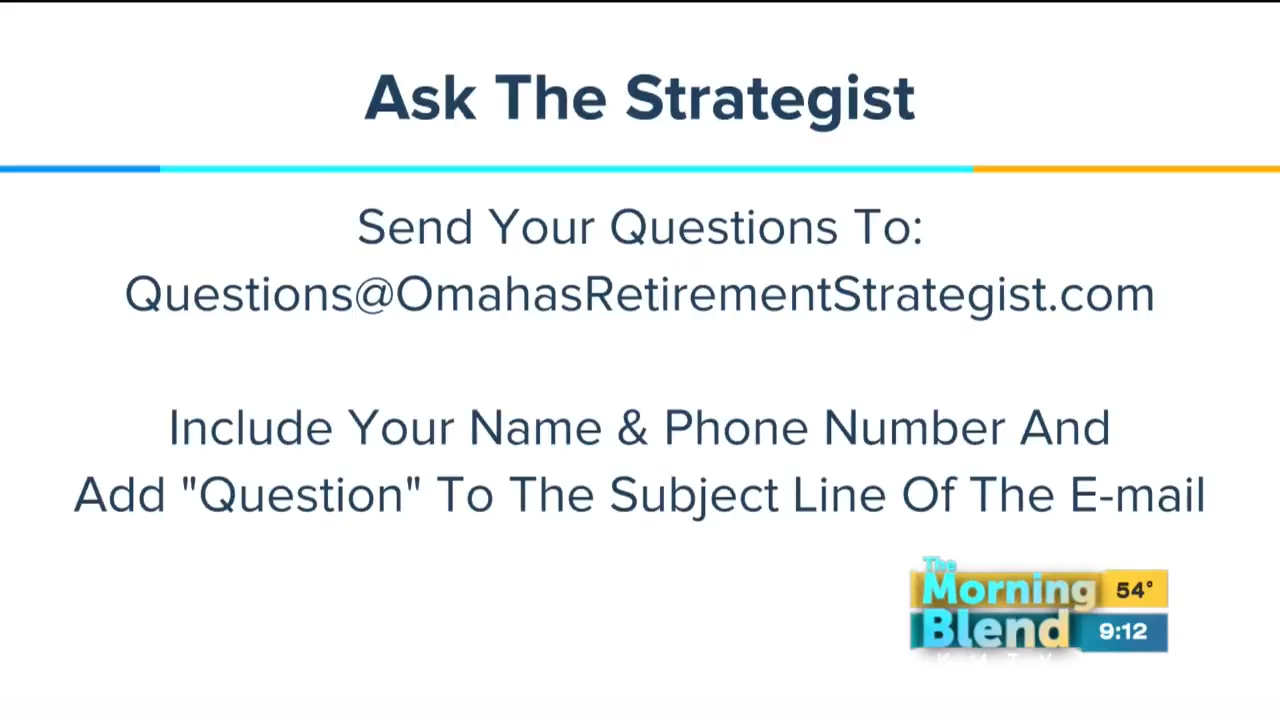 Ask The Strategist
Send Your Questions To:
Questions@OmahasRetirementStrategist.com
Include Your Name & Phone Number And
Add "Question" To The Subject Line Of The E-mail
The
Morning
54°
Blend
9:12